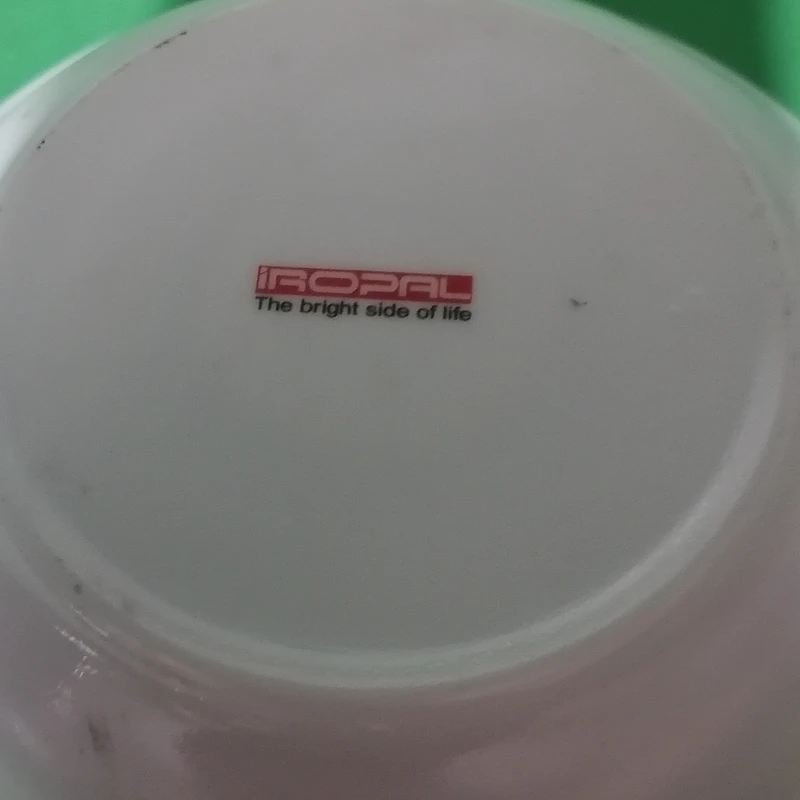 iROPAL
The bright side of life